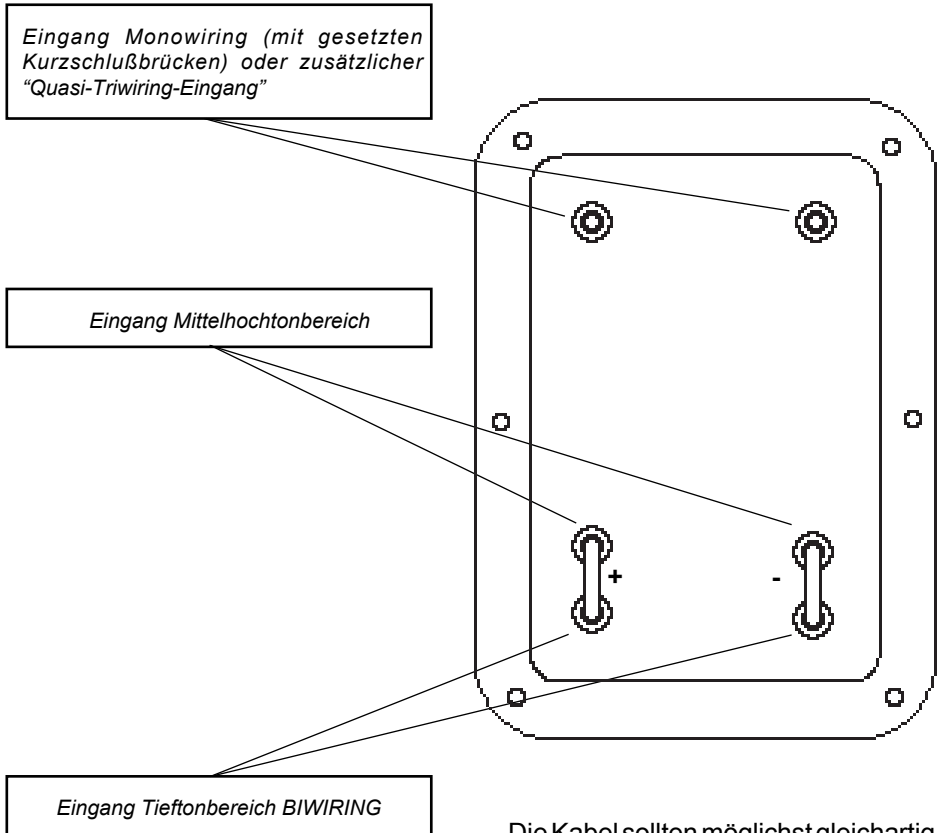 Eingang Monowiring (mit gesetzten
Kurzschlußbrücken) oder zusätzlicher
“Quasi-Triwiring-Eingang”
Eingang Mittelhochtonbereich
+ -
Eingang Tieftonbereich BIWIRING
Die Kabel sollten möglichst gleichartig